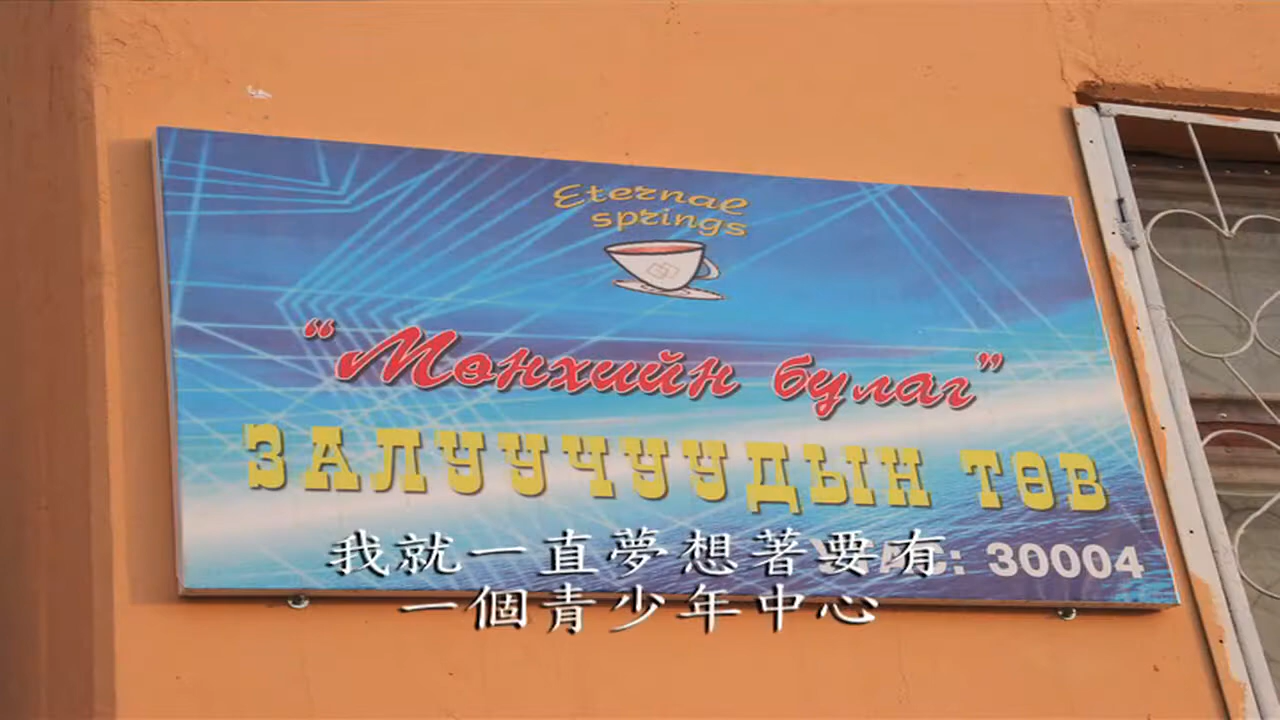 Eternae
springs
“Мөнхийн булаг”
ЗАЛУУЧУУДЫН ТӨВ
30004
我就一直夢想著要有
一個青少年中心